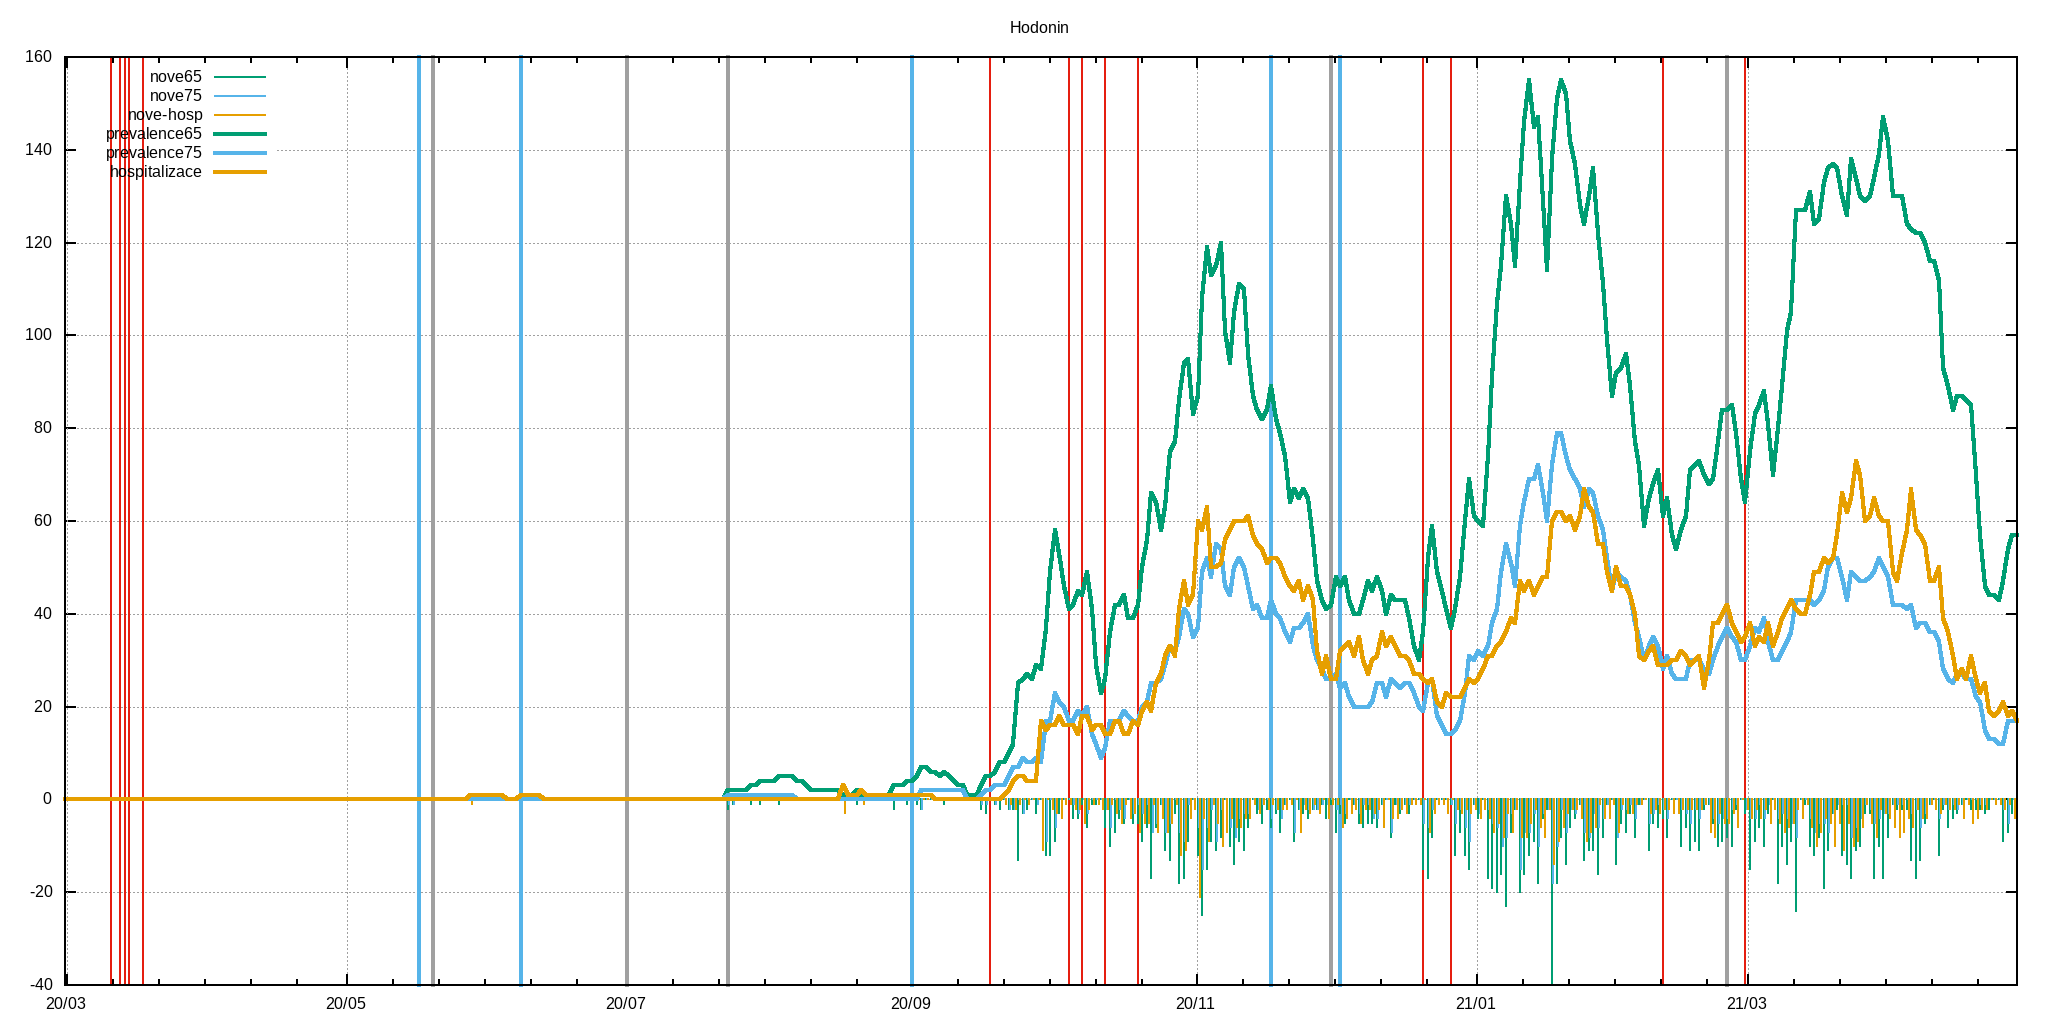 Hodonin
160
140
120
100
80
60
40
20
0
-20
-40
nove65
nove75
nove-hosp
prevalence65
prevalence75
hospitalizace
20/03 20/05 20/07 20/09 20/11 21/01 21/03